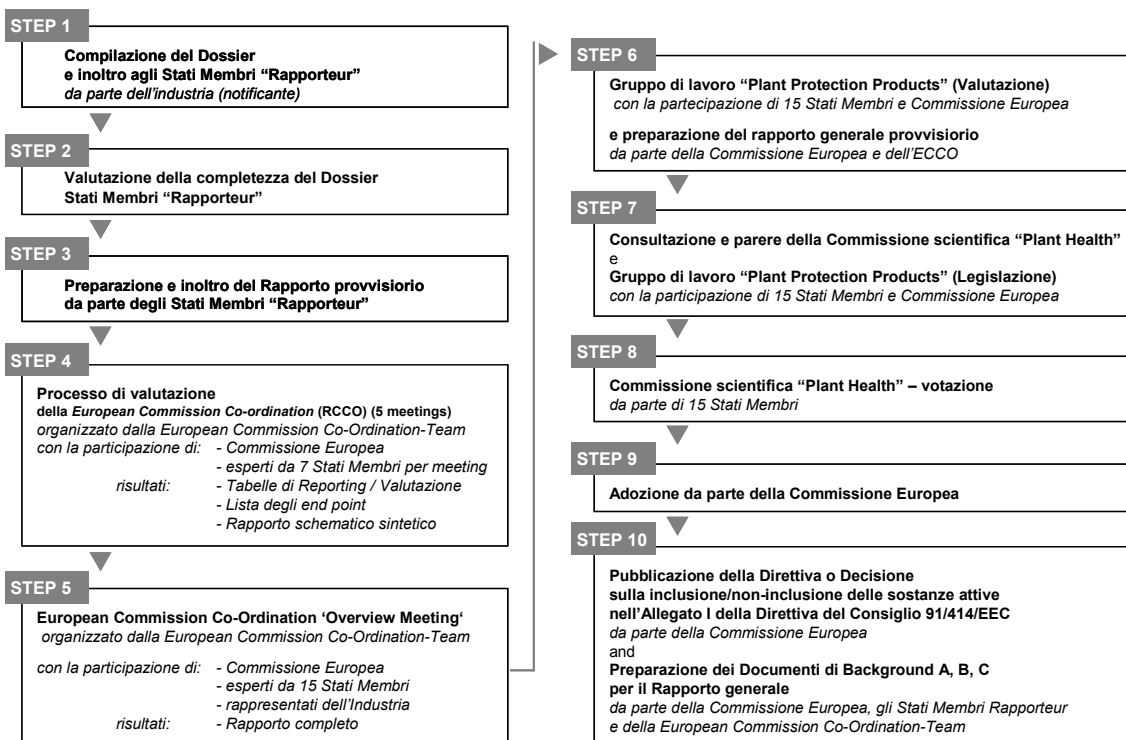 STEP 1
Compilazione del Dossier
e inoltro agli Stati Membri “Rapporteur”
da parte dell’industria (notificante)
STEP 2
Valutazione della completezza del Dossier
Stati Membri “Rapporteur”
STEP 3
Preparazione e inoltro del Rapporto provvisiorio
da parte degli Stati Membri “Rapporteur”
STEP 4
Processo di valutazione
della European Commission Co-ordination (RCCO) (5 meetings)
organizzato dalla European Commission Co-Ordination-Team
con la participazione di: - Commissione Europea
- esperti da 7 Stati Membri per meeting
risultati: - Tabelle di Reporting / Valutazione
- Lista degli end point
- Rapporto schematico sintetico
STEP 5
European Commission Co-Ordination ‘Overview Meeting‘
organizzato dalla European Commission Co-Ordination-Team
con la participazione di: - Commissione Europea
- esperti da 15 Stati Membri
- rappresentati dell’Industria
risultati: - Rapporto completo
STEP 6
Gruppo di lavoro “Plant Protection Products” (Valutazione)
con la partecipazione di 15 Stati Membri e Commissione Europea
e preparazione del rapporto generale provvisiorio
da parte della Commissione Europea e dell’ECCO
STEP 7
Consultazione e parere della Commissione scientifica “Plant Health”
e
Gruppo di lavoro “Plant Protection Products” (Legislazione)
con la participazione di 15 Stati Membri e Commissione Europea
STEP 8
Commissione scientifica “Plant Health” – votazione
da parte di 15 Stati Membri
STEP 9
Adozione da parte della Commissione Europea
STEP 10
Pubblicazione della Direttiva o Decisione
sulla inclusione/non-inclusione delle sostanze attive
nell’Allegato I della Direttiva del Consiglio 91/414/EEC
da parte della Commissione Europea
and
Preparazione dei Documenti di Background A, B, C
per il Rapporto generale
da parte della Commissione Europea, gli Stati Membri Rapporteur
e della European Commission Co-Ordination-Team